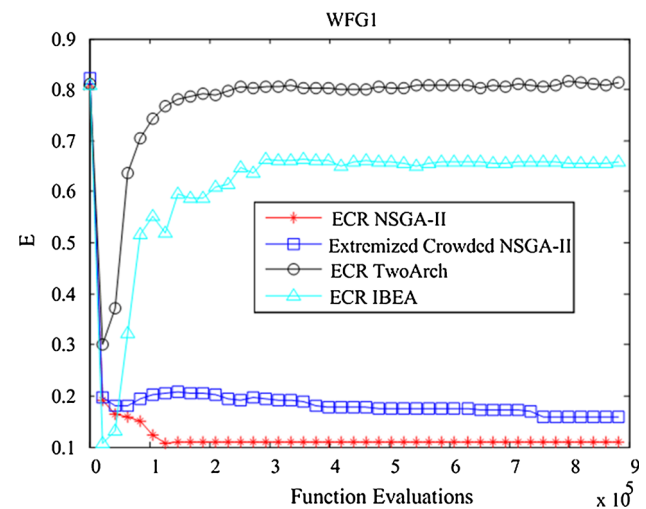 WFG1
0.9
0.8
0.7
0.6
0.5
0.4
0.3
0.2
0.1
E
ECR NSGA-II
Extremized Crowded NSGA-II
ECR TwoArch
ECR IBEA
0 1 2 3 4 5 6 7 8 9
Function Evaluations
x 10^5